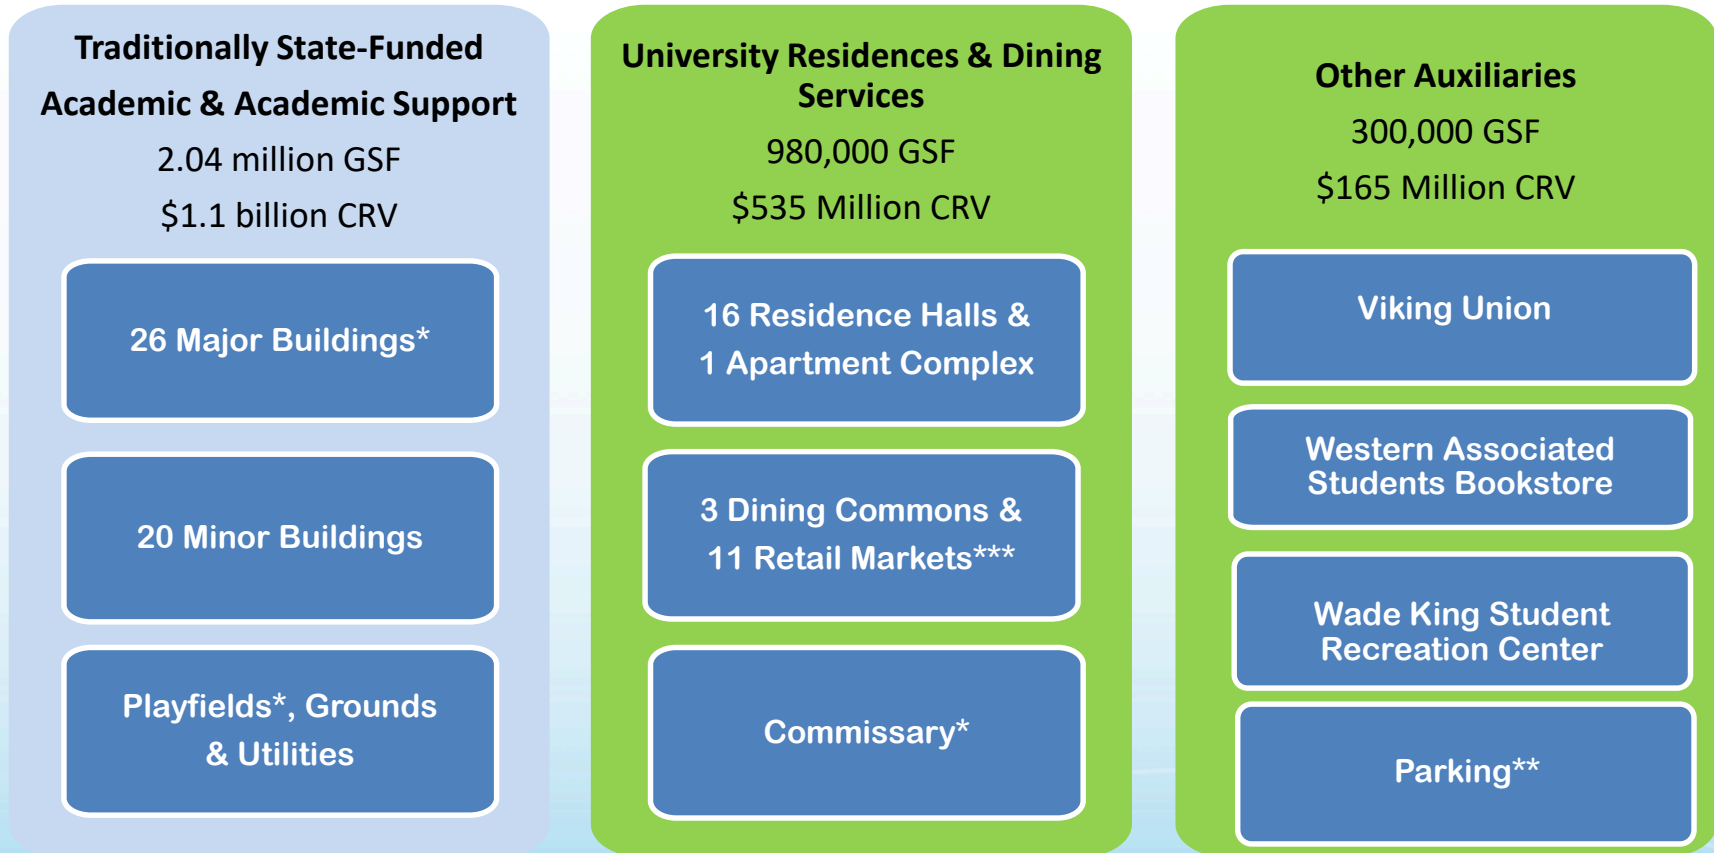 Traditionally State-Funded
Academic & Academic Support
2.04 million GSF
$1.1 billion CRV
26 Major Buildings*
20 Minor Buildings
Playfields*, Grounds
& Utilities
University Residences & Dining
Services
980,000 GSF
$535 Million CRV
16 Residence Halls &
1 Apartment Complex
3 Dining Commons &
11 Retail Markets***
Commissary*
Other Auxiliaries
300,000 GSF
$165 Million CRV
Viking Union
Western Associated
Students Bookstore
Wade King Student
Recreation Center
Parking**